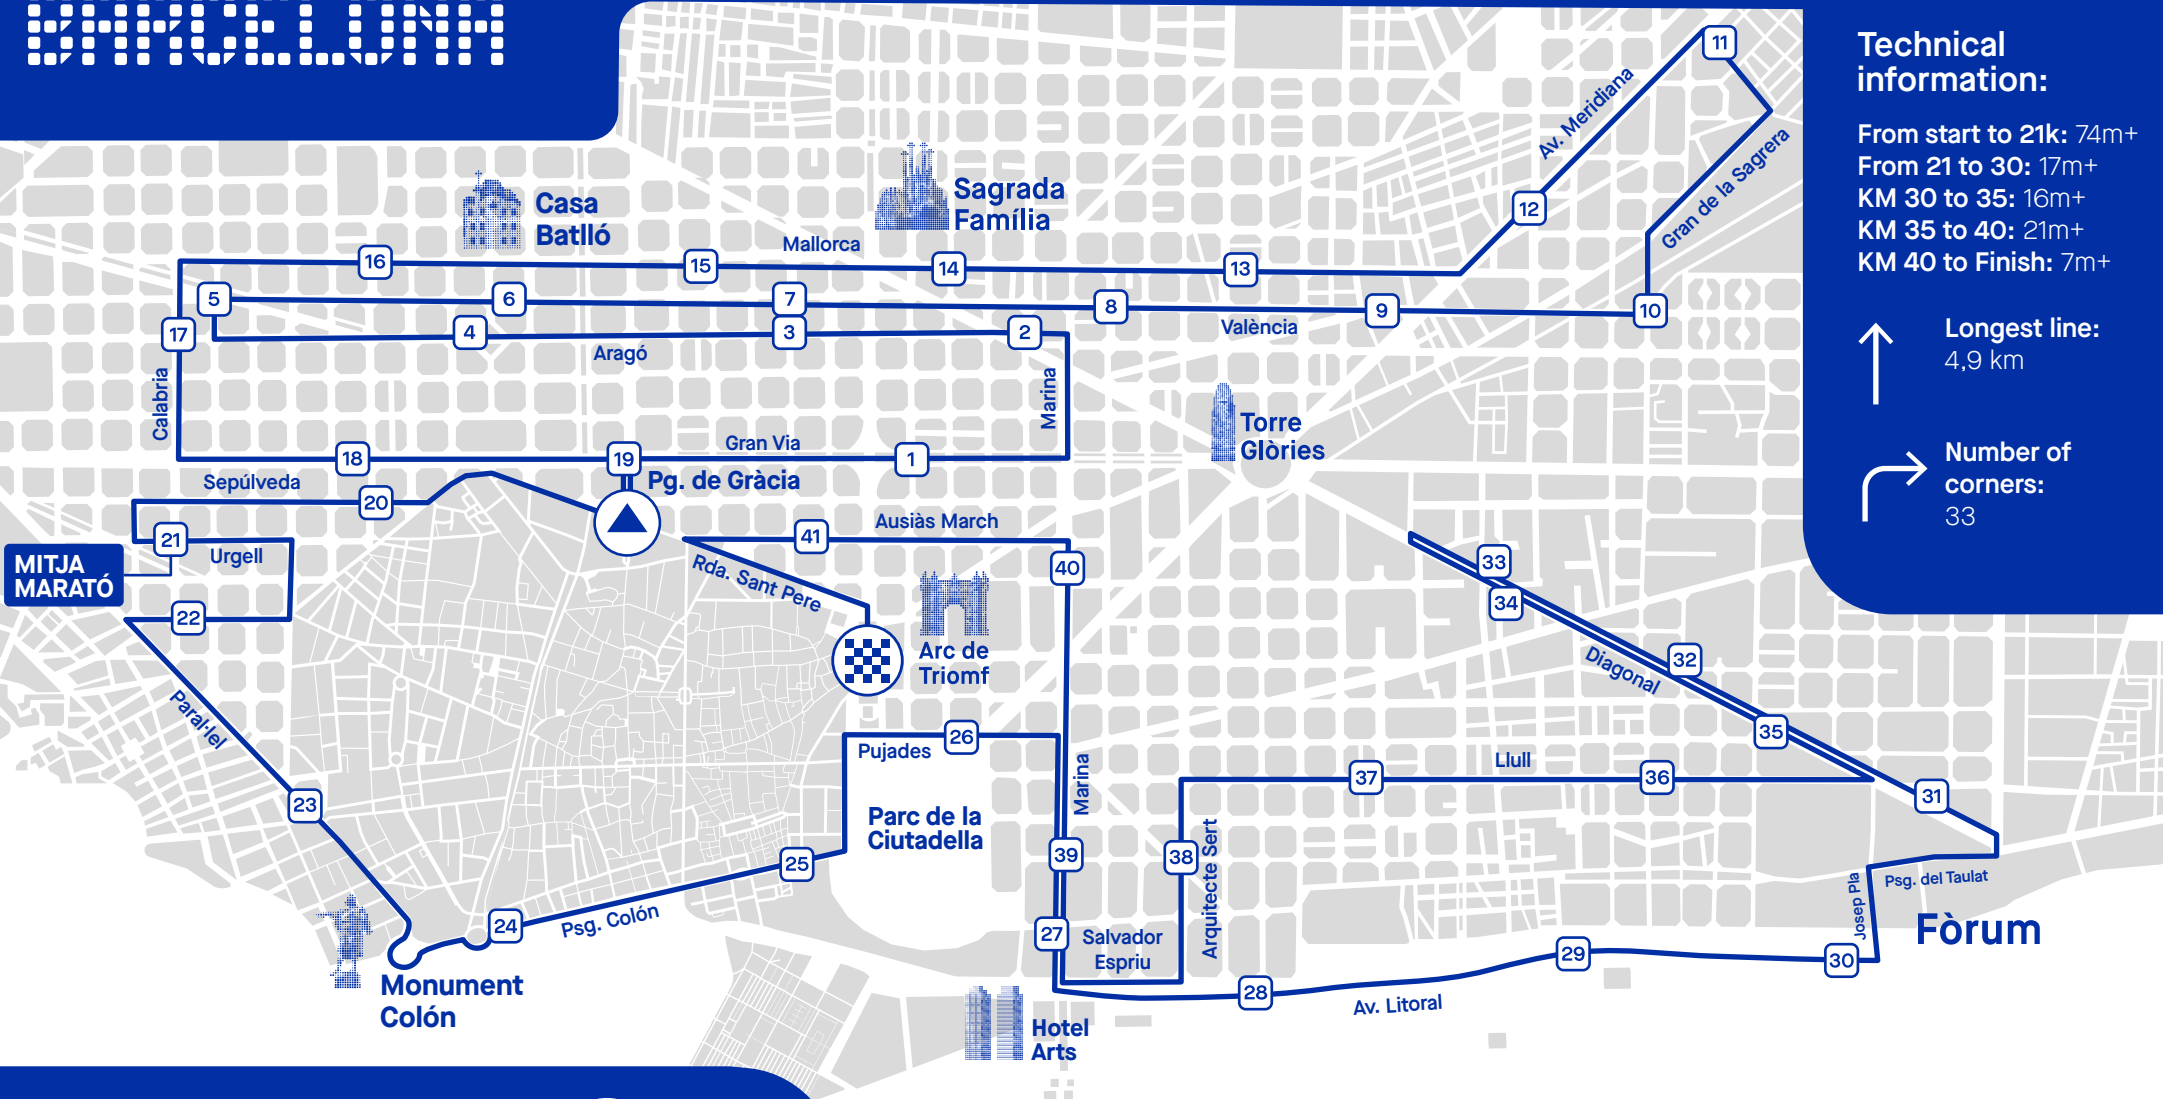 BARCELONA
Technical
information:
From start to 21k: 74m+
From 21 to 30: 17m+
KM 30 to 35: 16m+
KM 35 to 40: 21m+
KM 40 to Finish: 7m+
Longest line:
4,9 km
Number of
corners:
33
11
Av. Meridiana
Gran de la Sagrera
12
Casa
Batlló
Sagrada
Família
Mallorca
16
15
14
13
5
6
7
8
9
10
València
17
4
3
2
Aragó
Calabria
Marina
Torre
Glòries
Gran Via
18
19
1
Sepúlveda
Pg. de Gràcia
20
Ausiàs March
21
Urgell
41
MITJA
MARATÓ
Rda. Sant Pere
40
33
34
22
Arc de
Triomf
32
Diagonal
Paral·lel
35
Pujades
26
Llull
Marina
37
36
31
23
Parc de la
Ciutadella
25
39
38
Arquitecte Sert
Psg. del Taulat
Josep Pla
24
Psg. Colón
27
Salvador
Espriu
Fòrum
29
30
28
Av. Litoral
Monument
Colón
Hotel
Arts